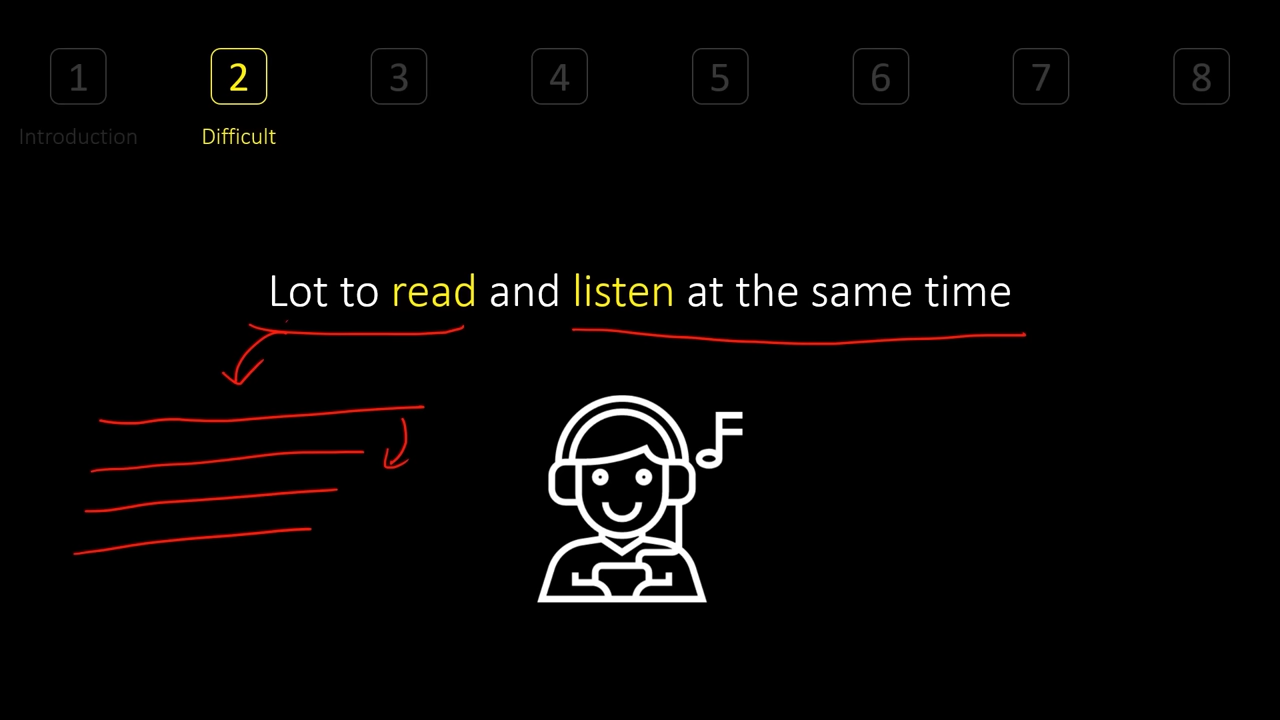 1 2 3 4 5 6 7 8
Introduction Difficult
Lot to read and listen at the same time